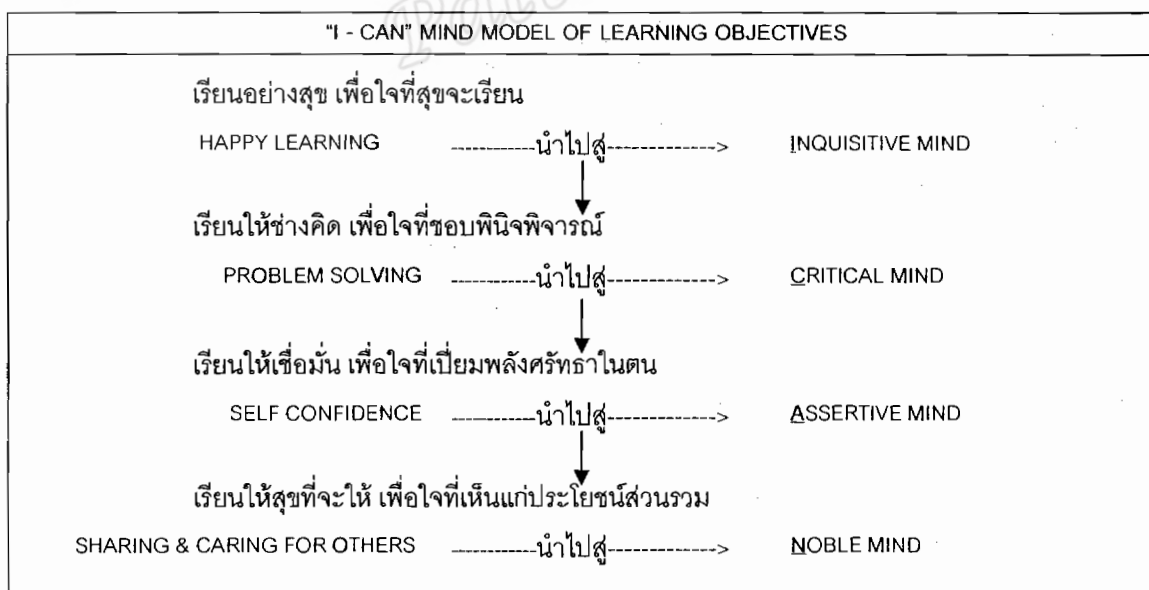 "I - CAN" MIND MODEL OF LEARNING OBJECTIVES
เรียนอย่างสุข เพื่อใจที่สุขจะเรียน
HAPPY LEARNING ------------นำไปสู่--------------> INQUISITIVE MIND
เรียนให้ช่างคิด เพื่อใจที่ชอบพินิจพิจารณ์
PROBLEM SOLVING ------------นำไปสู่--------------> CRITICAL MIND
เรียนให้เชื่อมั่น เพื่อใจที่เปี่ยมพลังศรัทธาในตน
SELF CONFIDENCE ------------นำไปสู่--------------> ASSERTIVE MIND
เรียนให้สุขที่จะให้ เพื่อใจที่เห็นแก่ประโยชน์ส่วนรวม
SHARING & CARING FOR OTHERS ------------นำไปสู่--------------> NOBLE MIND